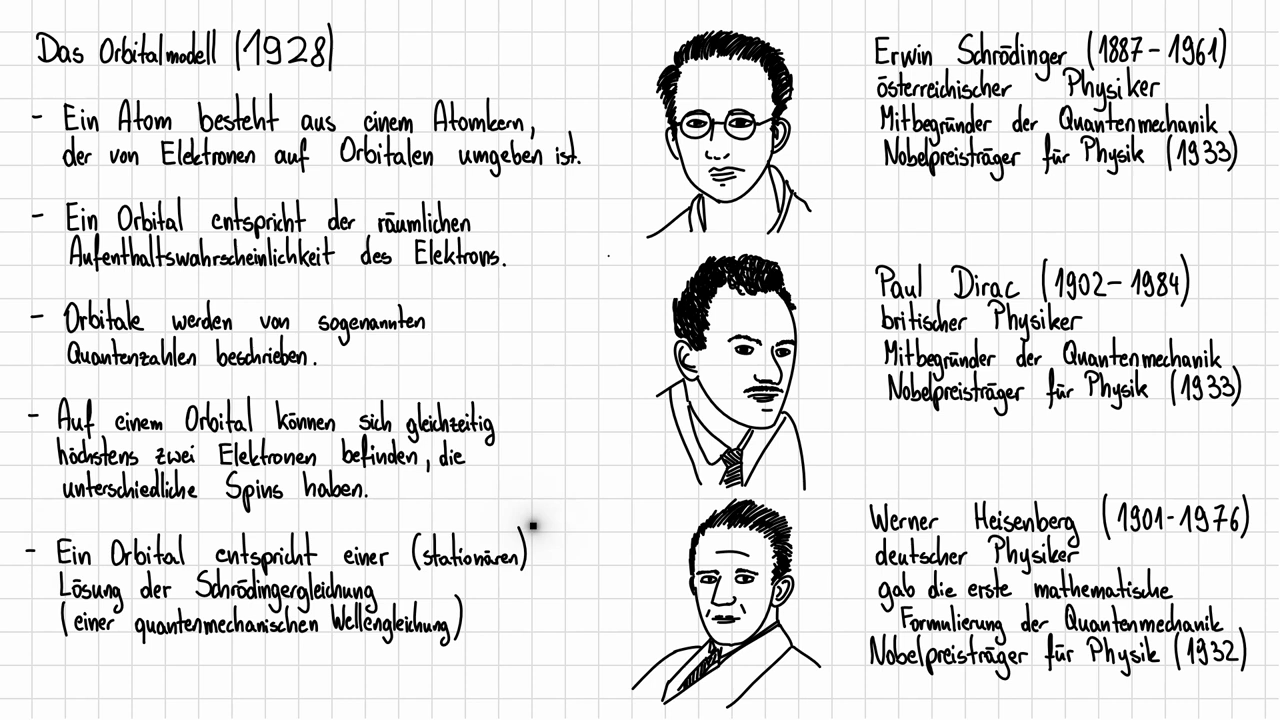 Das Orbitalmodell (1928)
- Ein Atom besteht aus einem Atomkern,
der von Elektronen auf Orbitalen umgeben ist.
- Ein Orbital entspricht der räumlichen
Aufenthaltswahrscheinlichkeit des Elektrons.
- Orbitale werden von sogenannten
Quantenzahlen beschrieben.
- Auf einem Orbital können sich gleichzeitig
höchstens zwei Elektronen befinden, die
unterschiedliche Spins haben.
- Ein Orbital entspricht einer (stationären)
Lösung der Schrödingergleichung
(einer quantenmechanischen Wellengleichung)
Erwin Schrödinger (1887-1961)
österreichischer Physiker
Mitbegründer der Quantenmechanik
Nobelpreisträger für Physik (1933)
Paul Dirac (1902-1984)
britischer Physiker
Mitbegründer der Quantenmechanik
Nobelpreisträger für Physik (1933)
Werner Heisenberg (1901-1976)
deutscher Physiker
gab die erste mathematische
Formulierung der Quantenmechanik
Nobelpreisträger für Physik (1932)